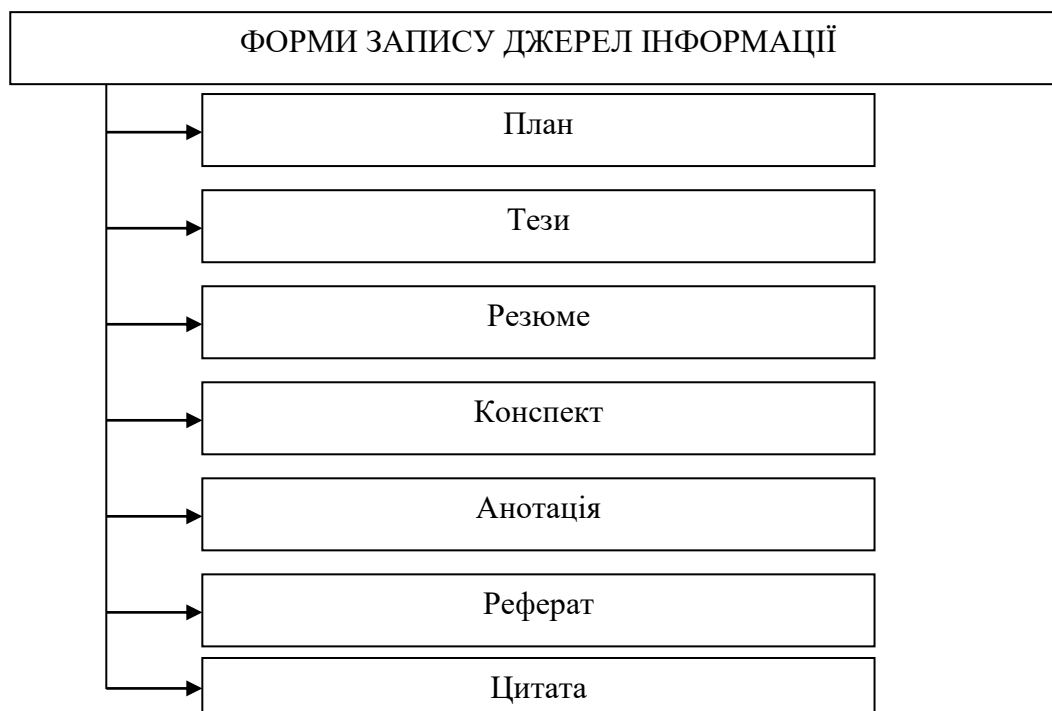 ФОРМИ ЗАПИСУ ДЖЕРЕЛ ІНФОРМАЦІЇ
План
Тези
Резюме
Конспект
Анотація
Реферат
Цитата